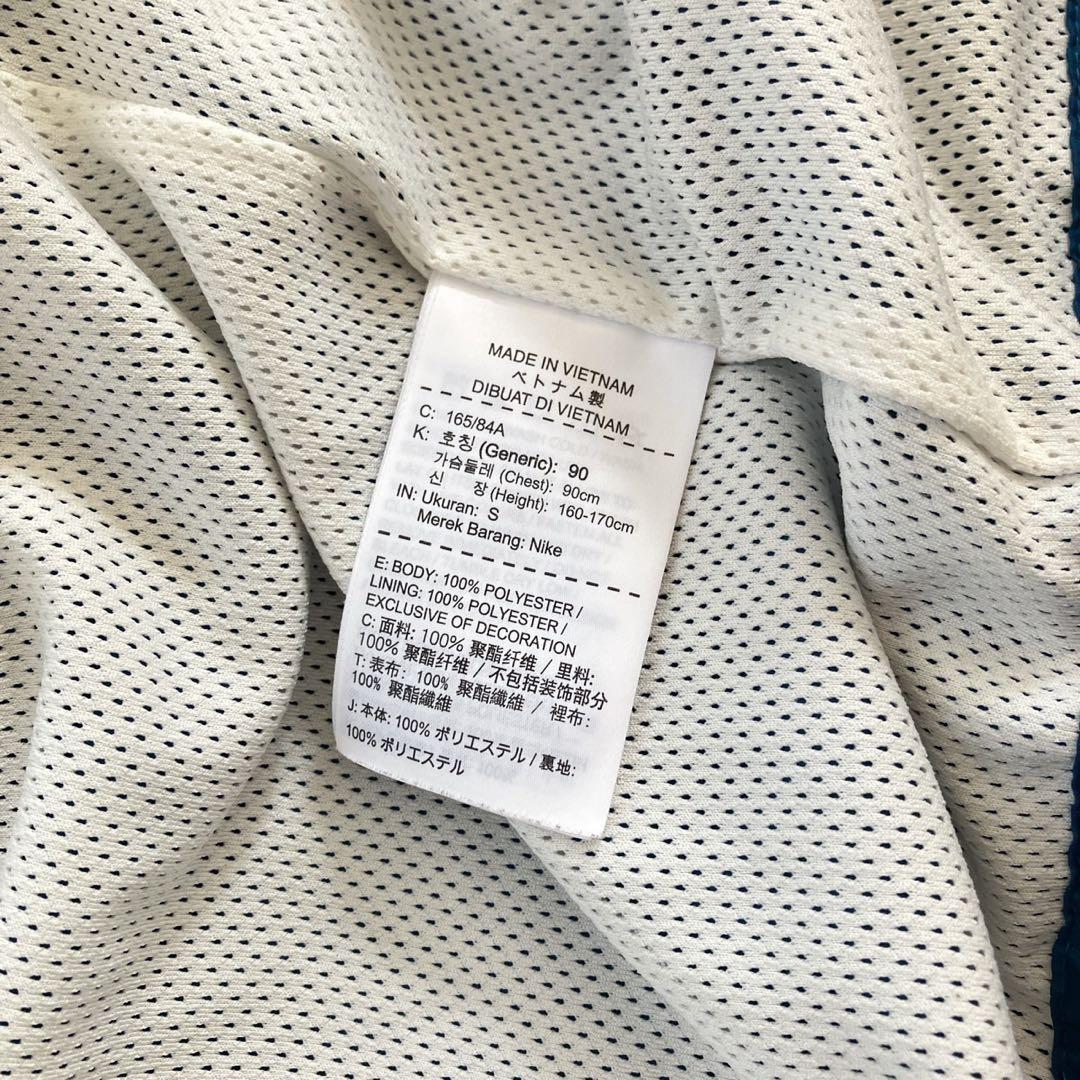 MADE IN VIETNAM
ベトナム製
DIBUAT DI VIETNAM
C: 165/84A
K: 호칭 (Generic): 90
가슴둘레 (Chest): 90cm
신 장 (Height): 160-170cm
IN: Ukuran: S
Merek Barang: Nike
E: BODY: 100% POLYESTER /
LINING: 100% POLYESTER /
EXCLUSIVE OF DECORATION
C: 面料: 100% 聚酯纤维 / 里料:
100% 聚酯纤维 / 不包括装饰部分
T: 表布: 100% 聚酯纖維 / 裡布:
100% 聚酯纖維
J: 本体: 100% ポリエステル / 裏地:
100% ポリエステル